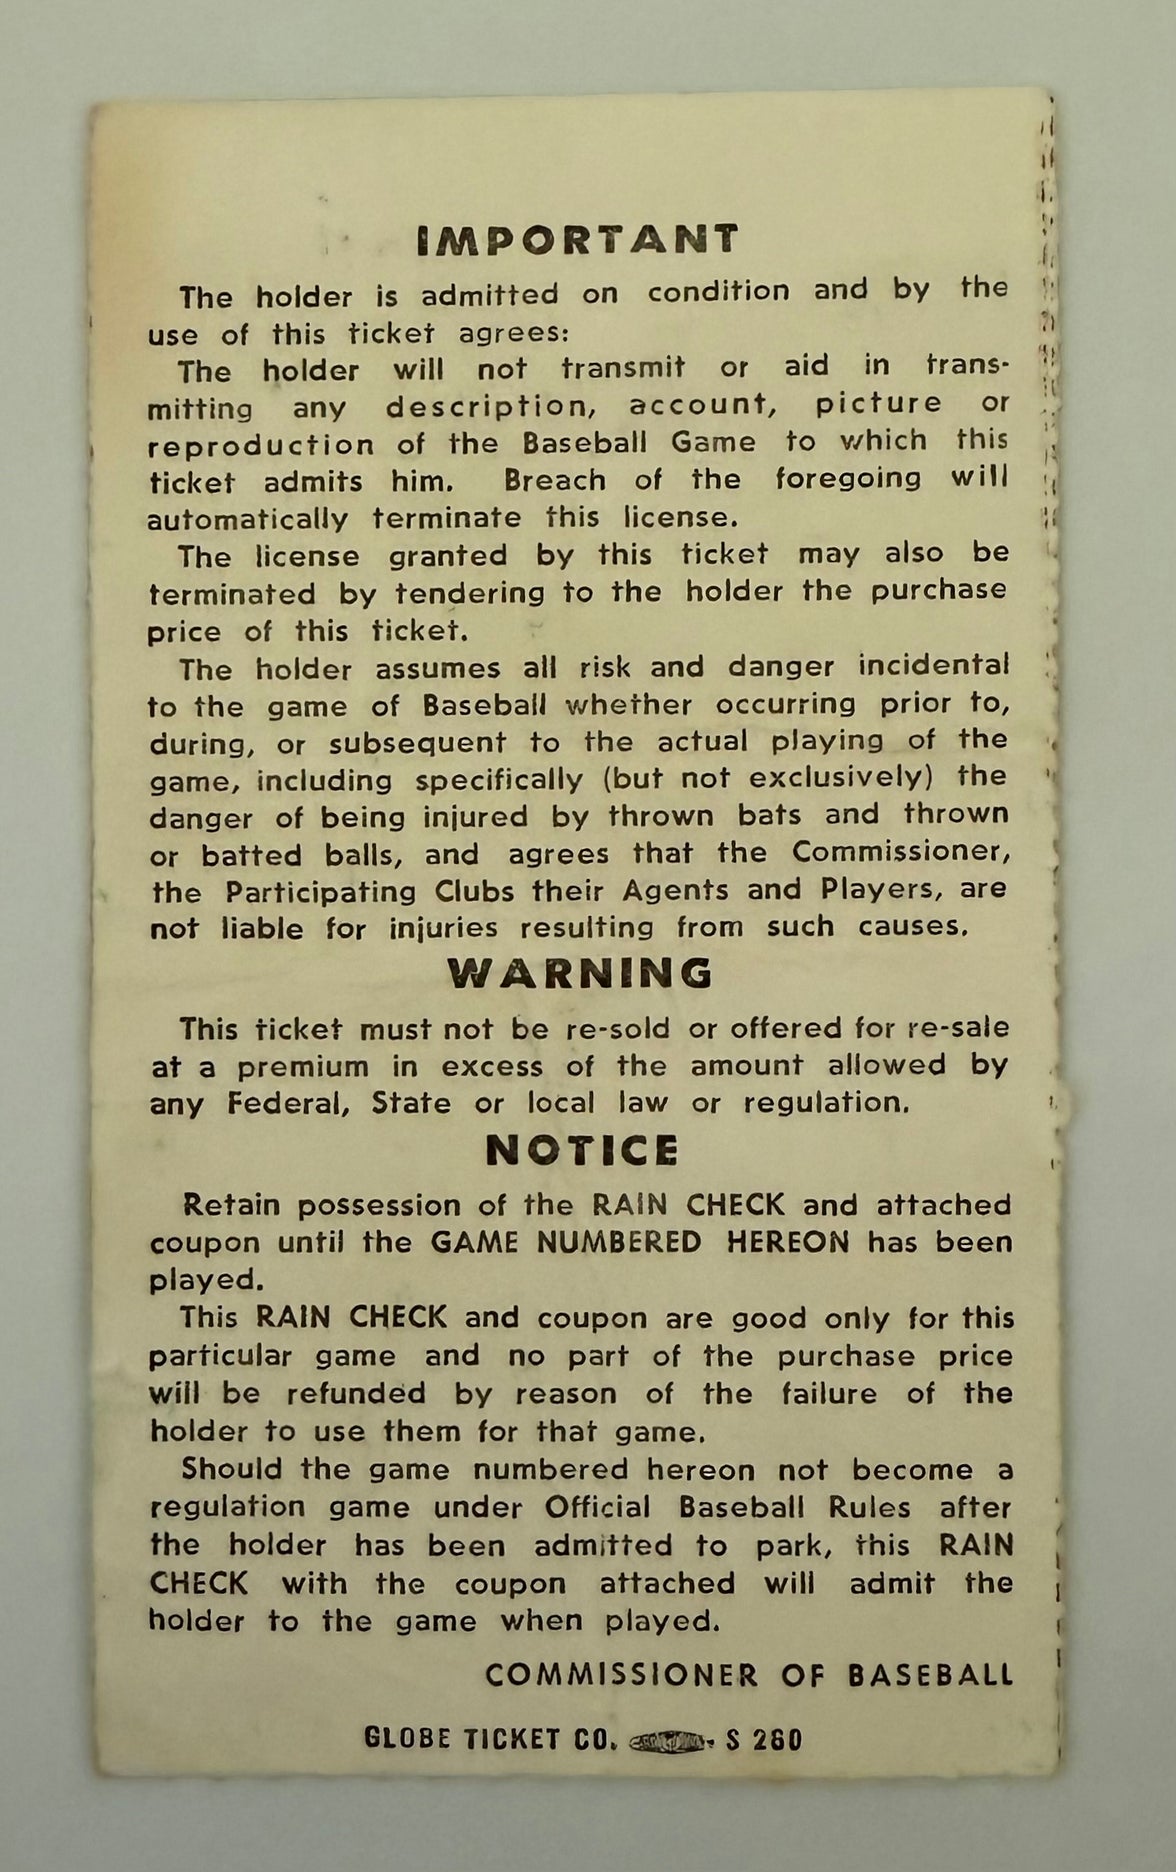 IMPORTANT
The holder is admitted on condition and by the
use of this ticket agrees:
The holder will not transmit or aid in trans-
mitting any description, account, picture or
reproduction of the Baseball Game to which this
ticket admits him. Breach of the foregoing will
automatically terminate this license.
The license granted by this ticket may also be
terminated by tendering to the holder the purchase
price of this ticket.
The holder assumes all risk and danger incidental
to the game of Baseball whether occurring prior to,
during, or subsequent to the actual playing of the
game, including specifically (but not exclusively) the
danger of being injured by thrown bats and thrown
or batted balls, and agrees that the Commissioner,
the Participating Clubs their Agents and Players, are
not liable for injuries resulting from such causes.
WARNING
This ticket must not be re-sold or offered for re-sale
at a premium in excess of the amount allowed by
any Federal, State or local law or regulation.
NOTICE
Retain possession of the RAIN CHECK and attached
coupon until the GAME NUMBERED HEREON has been
played.
This RAIN CHECK and coupon are good only for this
particular game and no part of the purchase price
will be refunded by reason of the failure of the
holder to use them for that game.
Should the game numbered hereon not become a
regulation game under Official Baseball Rules after
the holder has been admitted to park, this RAIN
CHECK with the coupon attached will admit the
holder to the game when played.
COMMISSIONER OF BASEBALL
GLOBE TICKET CO. S 260